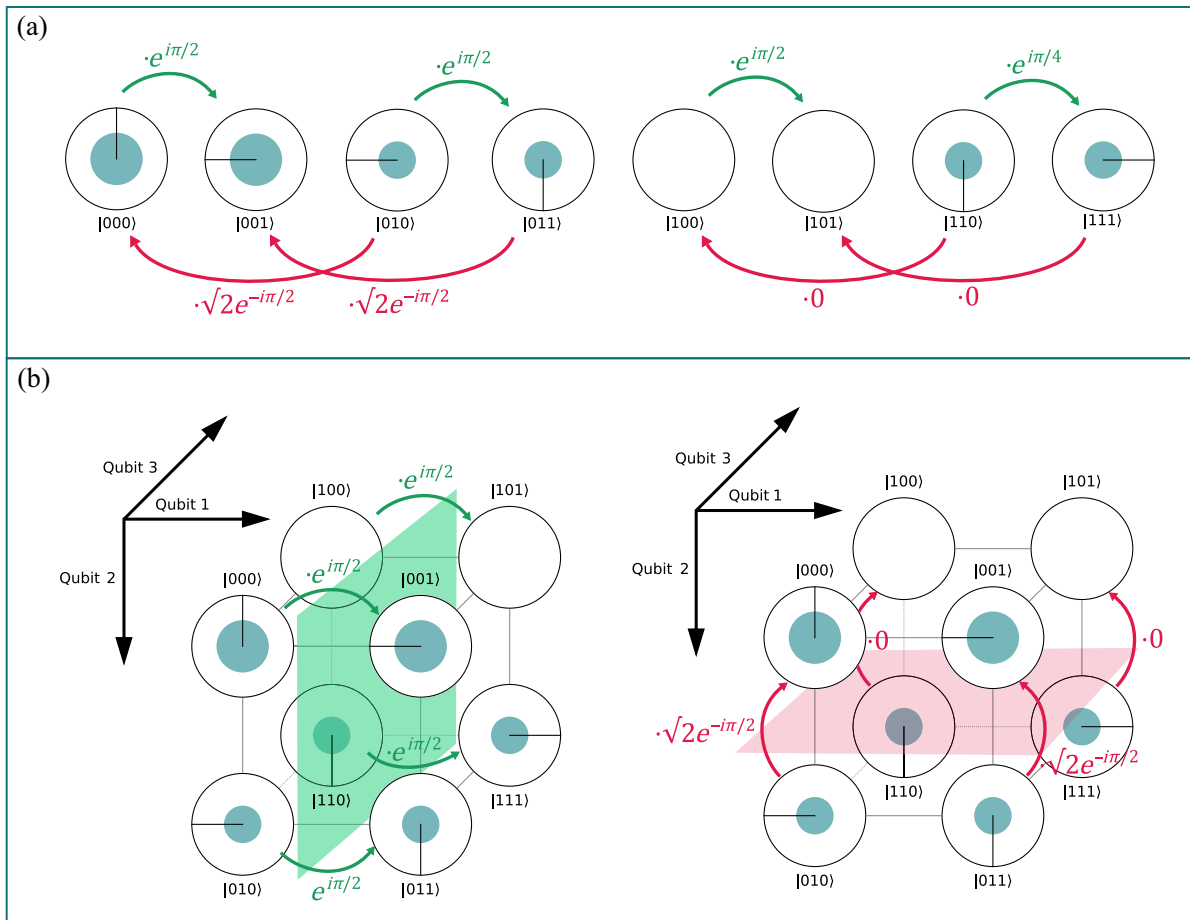 (a)
·e^{iπ/2} ·e^{iπ/2} ·e^{iπ/2} ·e^{iπ/4}
|000⟩ |001⟩ |010⟩ |011⟩ |100⟩ |101⟩ |110⟩ |111⟩
·√2e^{-iπ/2} ·√2e^{-iπ/2} ·0 ·0
(b)
Qubit 3
Qubit 1
Qubit 2
|100⟩ ·e^{iπ/2} |101⟩
|000⟩ ·e^{iπ/2} |001⟩
·e^{iπ/2}
|110⟩ |111⟩
|010⟩ e^{iπ/2} |011⟩
Qubit 3
Qubit 1
Qubit 2
|100⟩ |101⟩
|000⟩ |001⟩
·0 ·0
·√2e^{-iπ/2} ·√2e^{-iπ/2}
|110⟩ |111⟩
|010⟩ |011⟩